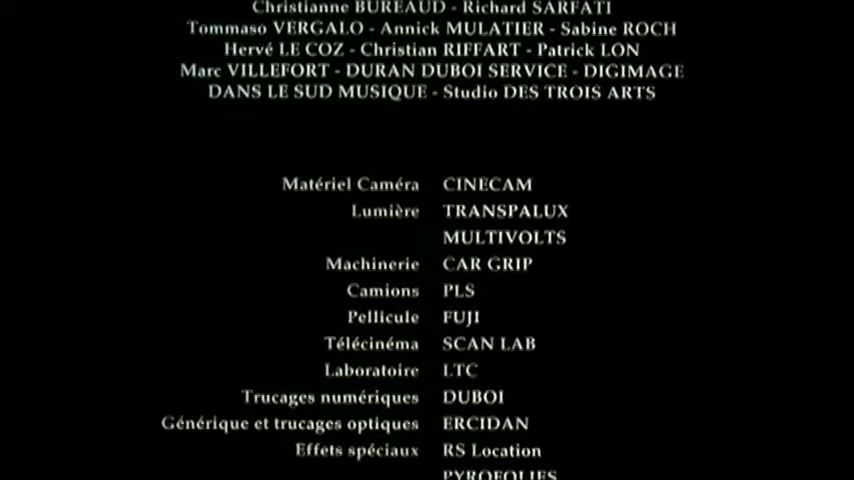 Christianne BUREAUD - Richard SARFATI
Tommaso VERGALO - Annick MULATIER - Sabine ROCH
Hervé LE COZ - Christian RIFFART - Patrick LON
Marc VILLEFORT - DURAN DUBOI SERVICE - DIGIMAGE
DANS LE SUD MUSIQUE - Studio DES TROIS ARTS
Matériel Caméra CINECAM
Lumière TRANSPALUX
MULTIVOLTS
Machinerie CAR GRIP
Camions PLS
Pellicule FUJI
Télécinéma SCAN LAB
Laboratoire LTC
Trucages numériques DUBOI
Générique et trucages optiques ERCIDAN
Effets spéciaux RS Location
PYROFOLIES